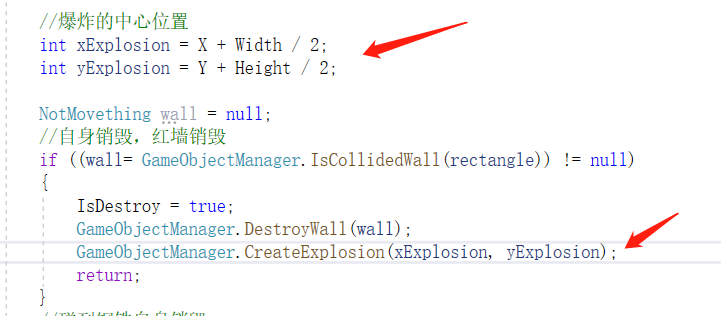 //爆炸的中心位置
int xExplosion = X + Width / 2;
int yExplosion = Y + Height / 2;
NotMovething wall = null;
//自身销毁，红墙销毁
if ((wall= GameObjectManager.IsCollidedWall(rectangle)) != null)
{
IsDestroy = true;
GameObjectManager.DestroyWall(wall);
GameObjectManager.CreateExplosion(xExplosion, yExplosion);
return;
}